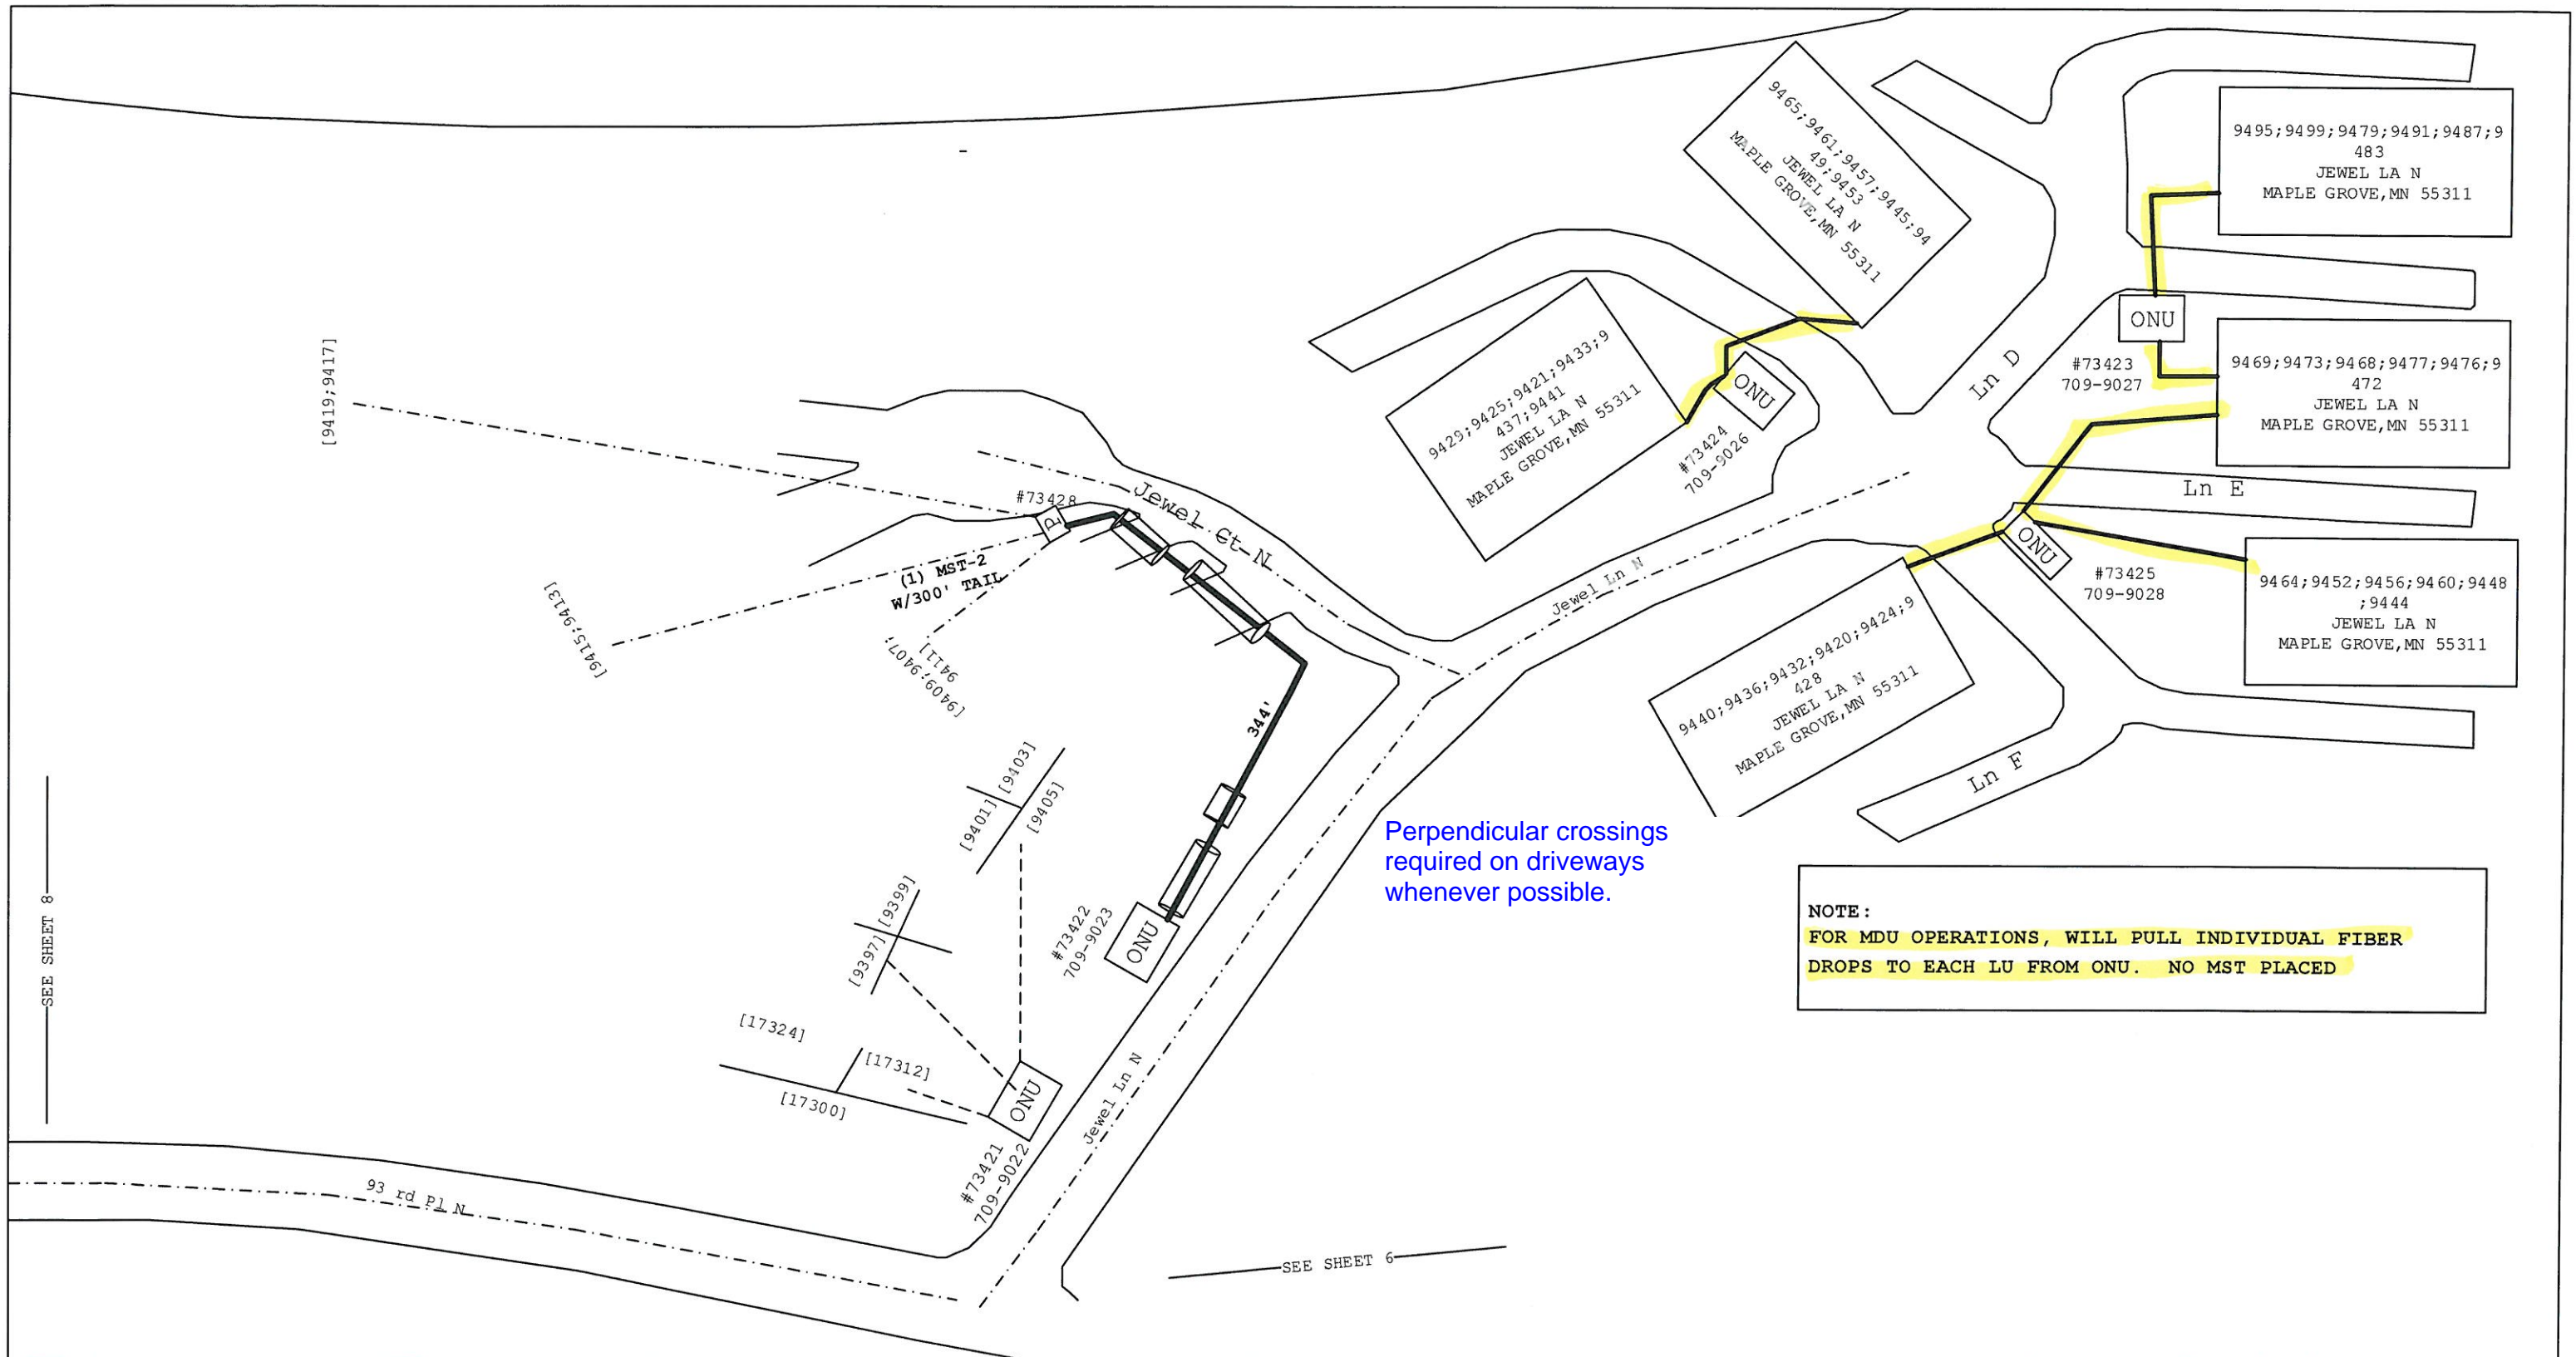 9465;9461;9457;9445;94
49;9453
JEWEL LA N
MAPLE GROVE,MN 55311
9495;9499;9479;9491;9487;9
483
JEWEL LA N
MAPLE GROVE,MN 55311
ONU
#73423
709-9027
9469;9473;9468;9477;9476;9
472
JEWEL LA N
MAPLE GROVE,MN 55311
Ln D
9429;9425;9421;9433;9
437;9441
JEWEL LA N
MAPLE GROVE,MN 55311
ONU
#73424
709-9026
[9419;9417]
#73428
P
Jewel Ct N
(1) MST-2
W/300' TAIL
[9415;9413]
[9409;9407;
9411]
Jewel Ln N
Ln E
ONU
#73425
709-9028
9464;9452;9456;9460;9448
;9444
JEWEL LA N
MAPLE GROVE,MN 55311
9440;9436;9432;9420;9424;9
428
JEWEL LA N
MAPLE GROVE,MN 55311
Ln F
344'
[9401] [9403]
[9405]
Perpendicular crossings
required on driveways
whenever possible.
SEE SHEET 8
[9397] [9399]
#73422
709-9023
ONU
NOTE:
FOR MDU OPERATIONS, WILL PULL INDIVIDUAL FIBER
DROPS TO EACH LU FROM ONU. NO MST PLACED
[17324]
[17312]
[17300]
ONU
#73421
709-9022
Jewel Ln N
93 rd Pl N
SEE SHEET 6